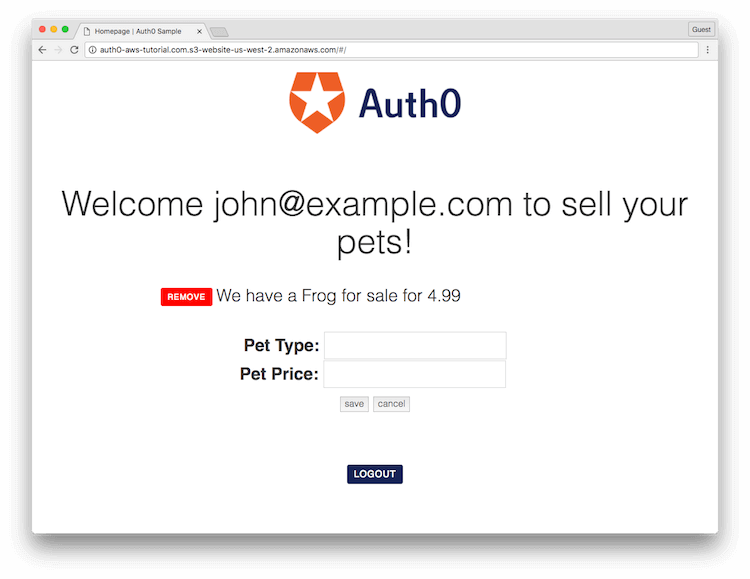 Homepage | Auth0 Sample
Guest
auth0-aws-tutorial.com.s3-website-us-west-2.amazonaws.com/#/
Auth0
Welcome john@example.com to sell your
pets!
REMOVE We have a Frog for sale for 4.99
Pet Type:
Pet Price:
save cancel
LOGOUT